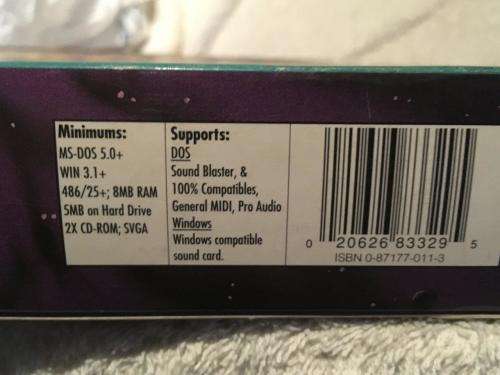 Minimums:
MS-DOS 5.0+
WIN 3.1+
486/25+; 8MB RAM
5MB on Hard Drive
2X CD-ROM; SVGA
Supports:
DOS
Sound Blaster, &
100% Compatibles,
General MIDI, Pro Audio
Windows
Windows compatible
sound card.
0 20626 83329 5
ISBN 0-87177-011-3